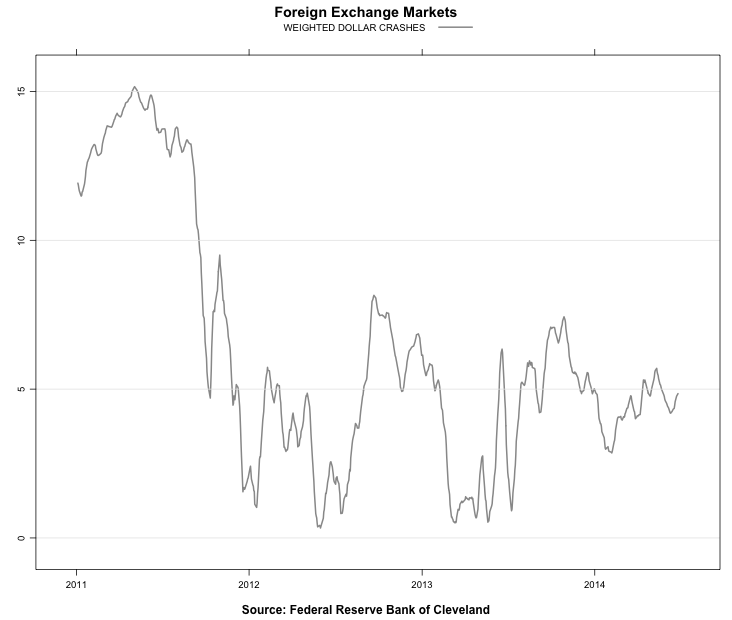 Foreign Exchange Markets
WEIGHTED DOLLAR CRASHES
15
10
5
0
2011 2012 2013 2014
Source: Federal Reserve Bank of Cleveland